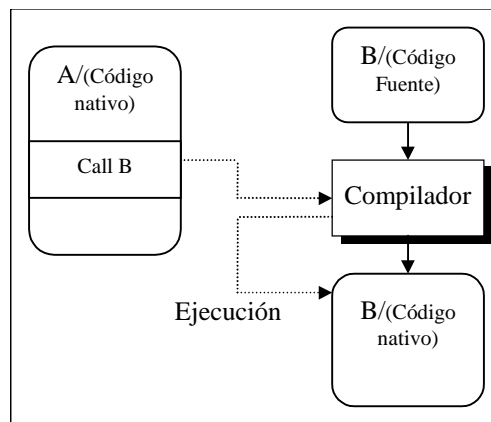 A/(Código
nativo)
Call B
B/(Código
Fuente)
Compilador
Ejecución
B/(Código
nativo)